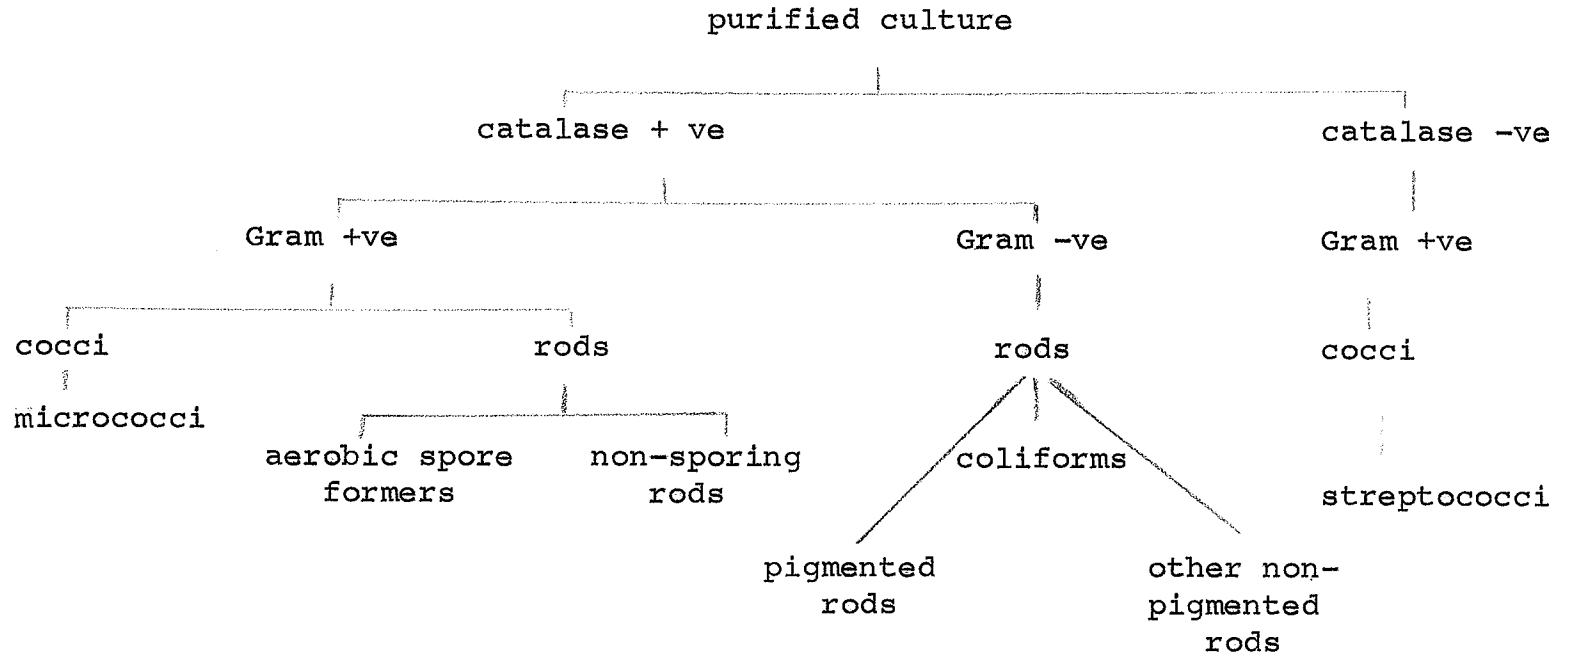 purified culture
catalase + ve
catalase -ve
Gram +ve
Gram -ve
Gram +ve
cocci
rods
rods
cocci
micrococci
aerobic spore
formers
non-sporing
rods
coliforms
streptococci
pigmented
rods
other non-
pigmented
rods